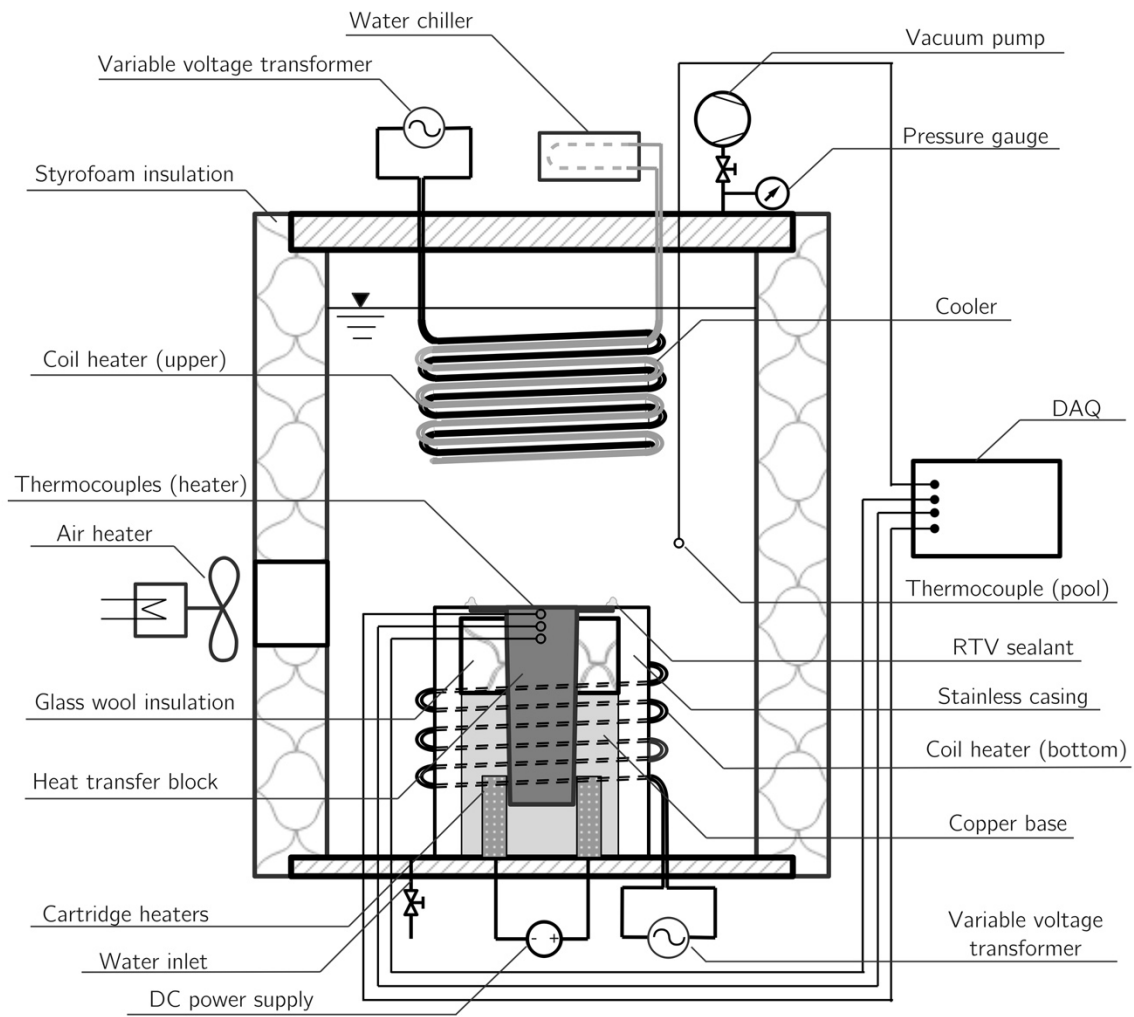 Water chiller
Vacuum pump
Variable voltage transformer
Pressure gauge
Styrofoam insulation
Cooler
Coil heater (upper)
DAQ
Thermocouples (heater)
Air heater
Thermocouple (pool)
RTV sealant
Glass wool insulation
Stainless casing
Coil heater (bottom)
Heat transfer block
Copper base
Cartridge heaters
Variable voltage
transformer
- +
Water inlet
DC power supply